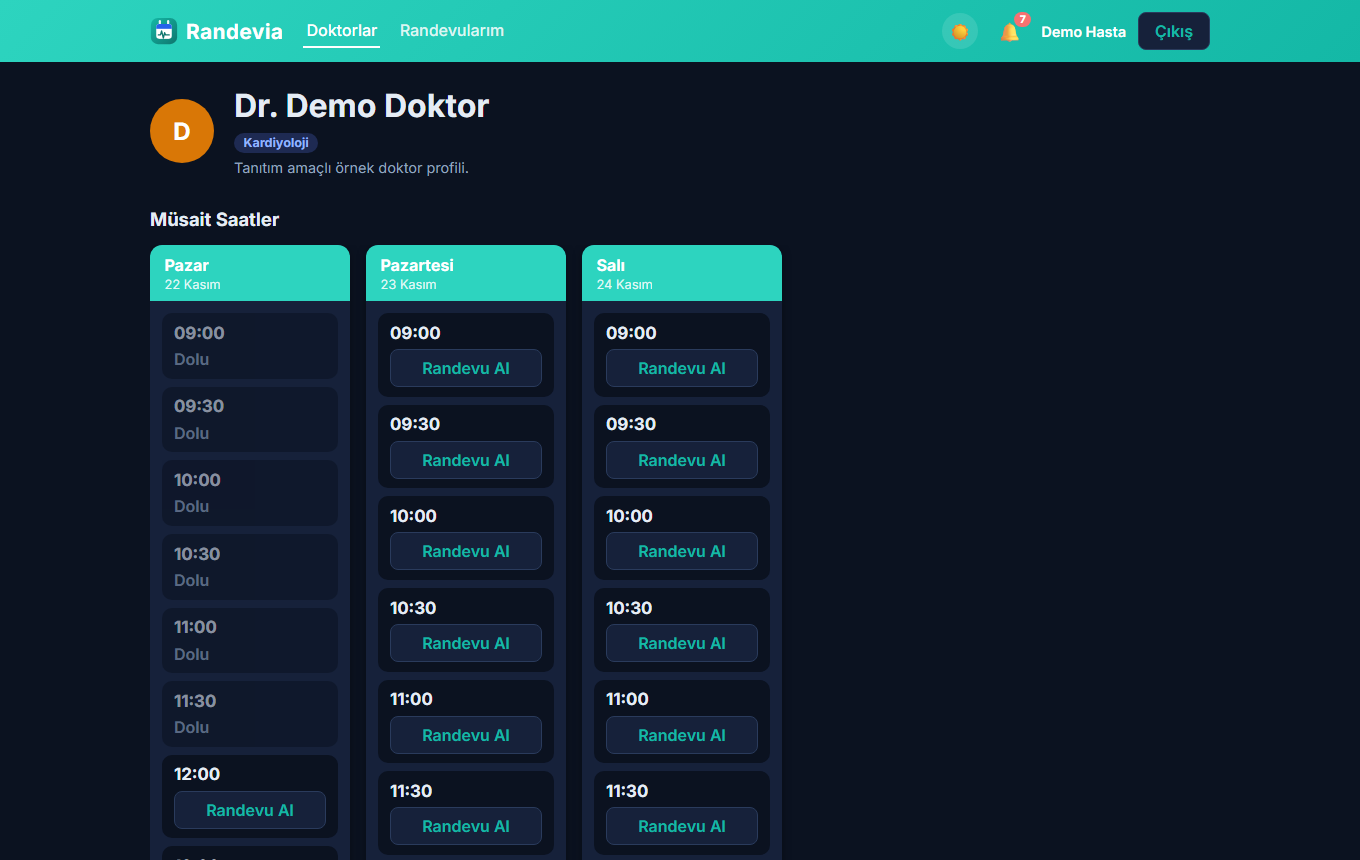 Randevia
Doktorlar
Randevularım
7
Demo Hasta
Çıkış
D
Dr. Demo Doktor
Kardiyoloji
Tanıtım amaçlı örnek doktor profili.
Müsait Saatler
Pazar
22 Kasım
09:00
Dolu
09:30
Dolu
10:00
Dolu
10:30
Dolu
11:00
Dolu
11:30
Dolu
12:00
Randevu Al
Pazartesi
23 Kasım
09:00
Randevu Al
09:30
Randevu Al
10:00
Randevu Al
10:30
Randevu Al
11:00
Randevu Al
11:30
Randevu Al
Salı
24 Kasım
09:00
Randevu Al
09:30
Randevu Al
10:00
Randevu Al
10:30
Randevu Al
11:00
Randevu Al
11:30
Randevu Al